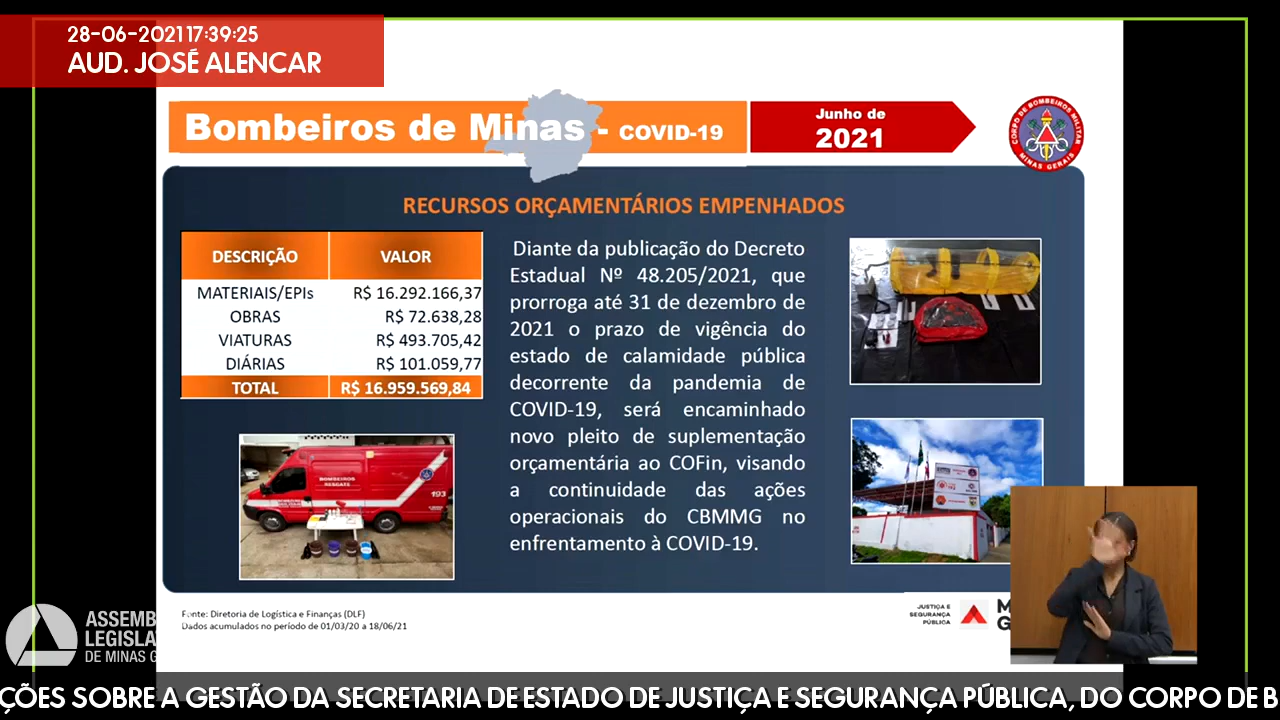 28-06-2021 17:39:25
AUD. JOSÉ ALENCAR
Bombeiros de Minas - COVID-19
Junho de
2021
CORPO DE BOMBEIROS MILITAR
MINAS GERAIS
RECURSOS ORÇAMENTÁRIOS EMPENHADOS
DESCRIÇÃO VALOR
MATERIAIS/EPIs R$ 16.292.166,37
OBRAS R$ 72.638,28
VIATURAS R$ 493.705,42
DIÁRIAS R$ 101.059,77
TOTAL R$ 16.959.569,84
Diante da publicação do Decreto
Estadual Nº 48.205/2021, que
prorroga até 31 de dezembro de
2021 o prazo de vigência do
estado de calamidade pública
decorrente da pandemia de
COVID-19, será encaminhado
novo pleito de suplementação
orçamentária ao COFin, visando
a continuidade das ações
operacionais do CBMMG no
enfrentamento à COVID-19.
BOMBEIROS
RESGATE
193
Fonte: Diretoria de Logística e Finanças (DLF)
Dados acumulados no período de 01/03/20 a 18/06/21
JUSTIÇA E
SEGURANÇA
PÚBLICA
M
G
ASSEMB
LEGISLA
DE MINAS G
ÇÕES SOBRE A GESTÃO DA SECRETARIA DE ESTADO DE JUSTIÇA E SEGURANÇA PÚBLICA, DO CORPO DE B